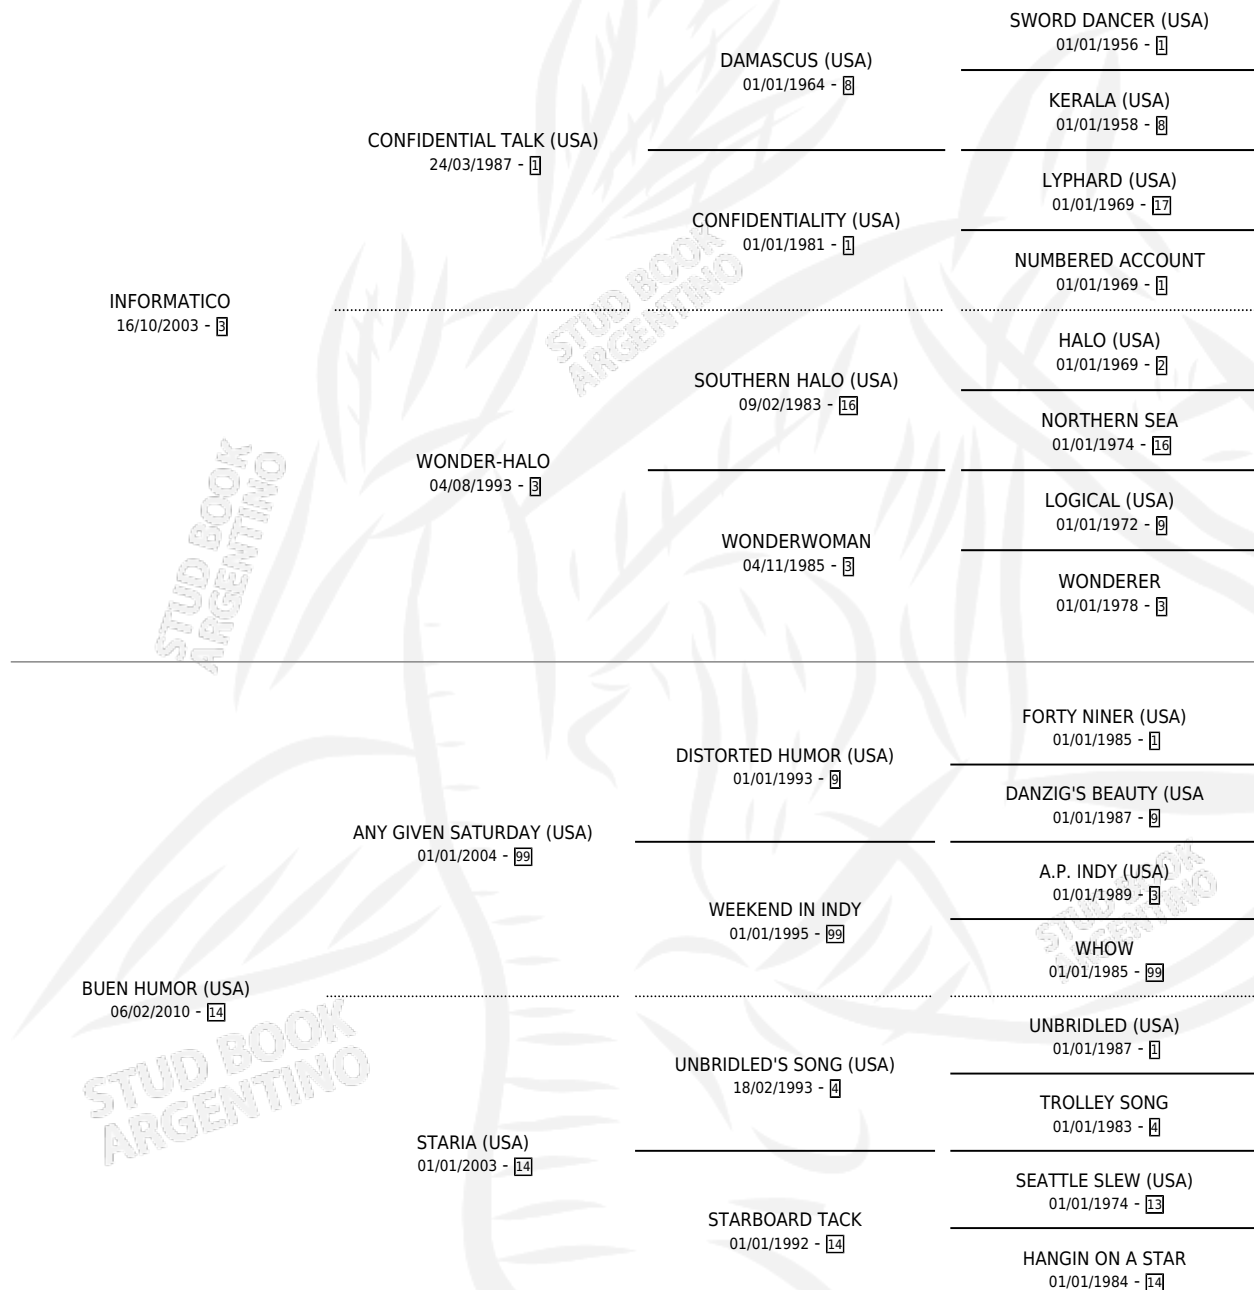 SWORD DANCER (USA)
01/01/1956 - 1
DAMASCUS (USA)
01/01/1964 - 8
KERALA (USA)
01/01/1958 - 8
CONFIDENTIAL TALK (USA)
24/03/1987 - 1
LYPHARD (USA)
01/01/1969 - 17
CONFIDENTIALITY (USA)
01/01/1981 - 1
NUMBERED ACCOUNT
01/01/1969 - 1
INFORMATICO
16/10/2003 - 3
HALO (USA)
01/01/1969 - 2
SOUTHERN HALO (USA)
09/02/1983 - 16
NORTHERN SEA
01/01/1974 - 16
WONDER-HALO
04/08/1993 - 3
LOGICAL (USA)
01/01/1972 - 9
WONDERWOMAN
04/11/1985 - 3
WONDERER
01/01/1978 - 3
FORTY NINER (USA)
01/01/1985 - 1
DISTORTED HUMOR (USA)
01/01/1993 - 9
DANZIG'S BEAUTY (USA
01/01/1987 - 9
ANY GIVEN SATURDAY (USA)
01/01/2004 - 99
A.P. INDY (USA)
01/01/1989 - 3
WEEKEND IN INDY
01/01/1995 - 99
WHOW
01/01/1985 - 99
BUEN HUMOR (USA)
06/02/2010 - 14
UNBRIDLED (USA)
01/01/1987 - 1
UNBRIDLED'S SONG (USA)
18/02/1993 - 4
TROLLEY SONG
01/01/1983 - 4
STARIA (USA)
01/01/2003 - 14
SEATTLE SLEW (USA)
01/01/1974 - 13
STARBOARD TACK
01/01/1992 - 14
HANGIN ON A STAR
01/01/1984 - 14
STUD BOOK
ARGENTINO
STUD BOOK
ARGENTINO
STUD BOOK
ARGENTINO
STUD BOOK
ARGENTINO